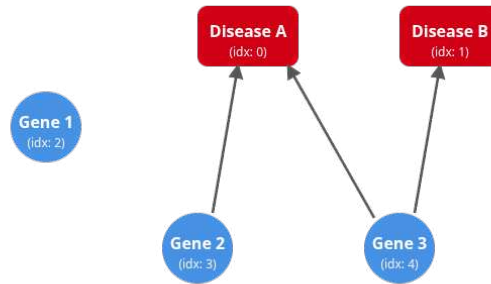 Disease A
(idx: 0)
Disease B
(idx: 1)
Gene 1
(idx: 2)
Gene 2
(idx: 3)
Gene 3
(idx: 4)